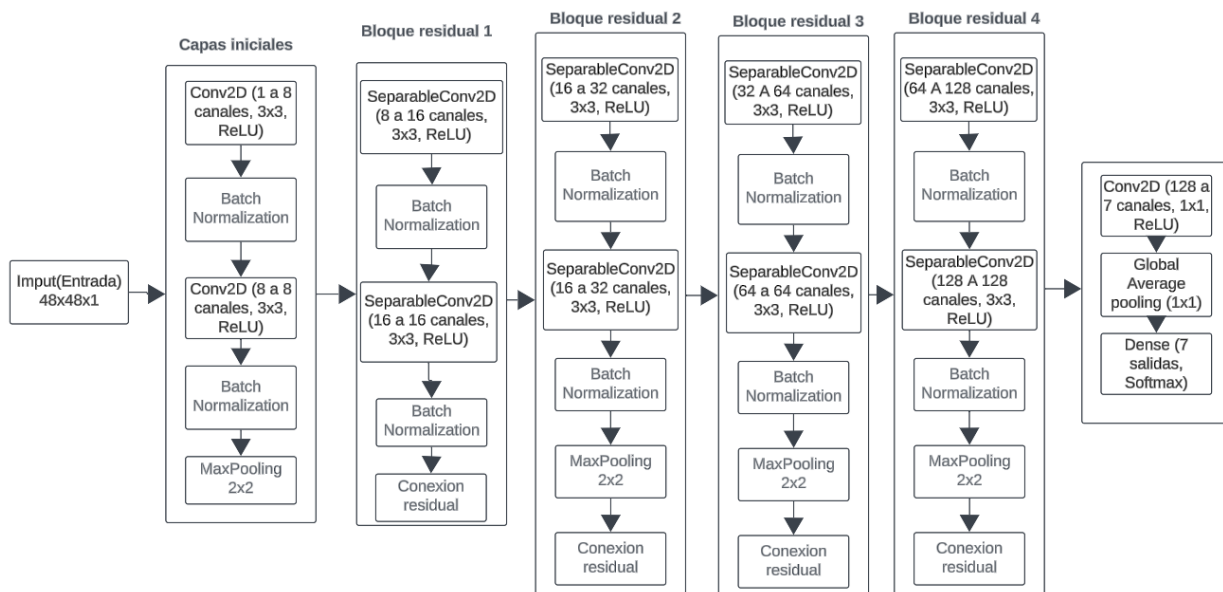 Imput(Entrada)
48x48x1
Capas iniciales
Conv2D (1 a 8
canales, 3x3,
ReLU)
Batch
Normalization
Conv2D (8 a 8
canales, 3x3,
ReLU)
Batch
Normalization
MaxPooling
2x2
Bloque residual 1
SeparableConv2D
(8 a 16 canales,
3x3, ReLU)
Batch
Normalization
SeparableConv2D
(16 a 16 canales,
3x3, ReLU)
Batch
Normalization
Conexion
residual
Bloque residual 2
SeparableConv2D
(16 a 32 canales,
3x3, ReLU)
Batch
Normalization
SeparableConv2D
(16 a 32 canales,
3x3, ReLU)
Batch
Normalization
MaxPooling
2x2
Conexion
residual
Bloque residual 3
SeparableConv2D
(32 A 64 canales,
3x3, ReLU)
Batch
Normalization
SeparableConv2D
(64 a 64 canales,
3x3, ReLU)
Batch
Normalization
MaxPooling
2x2
Conexion
residual
Bloque residual 4
SeparableConv2D
(64 A 128 canales,
3x3, ReLU)
Batch
Normalization
SeparableConv2D
(128 A 128
canales, 3x3,
ReLU)
Batch
Normalization
MaxPooling
2x2
Conexion
residual
Conv2D (128 a
7 canales, 1x1,
ReLU)
Global
Average
pooling (1x1)
Dense (7
salidas,
Softmax)